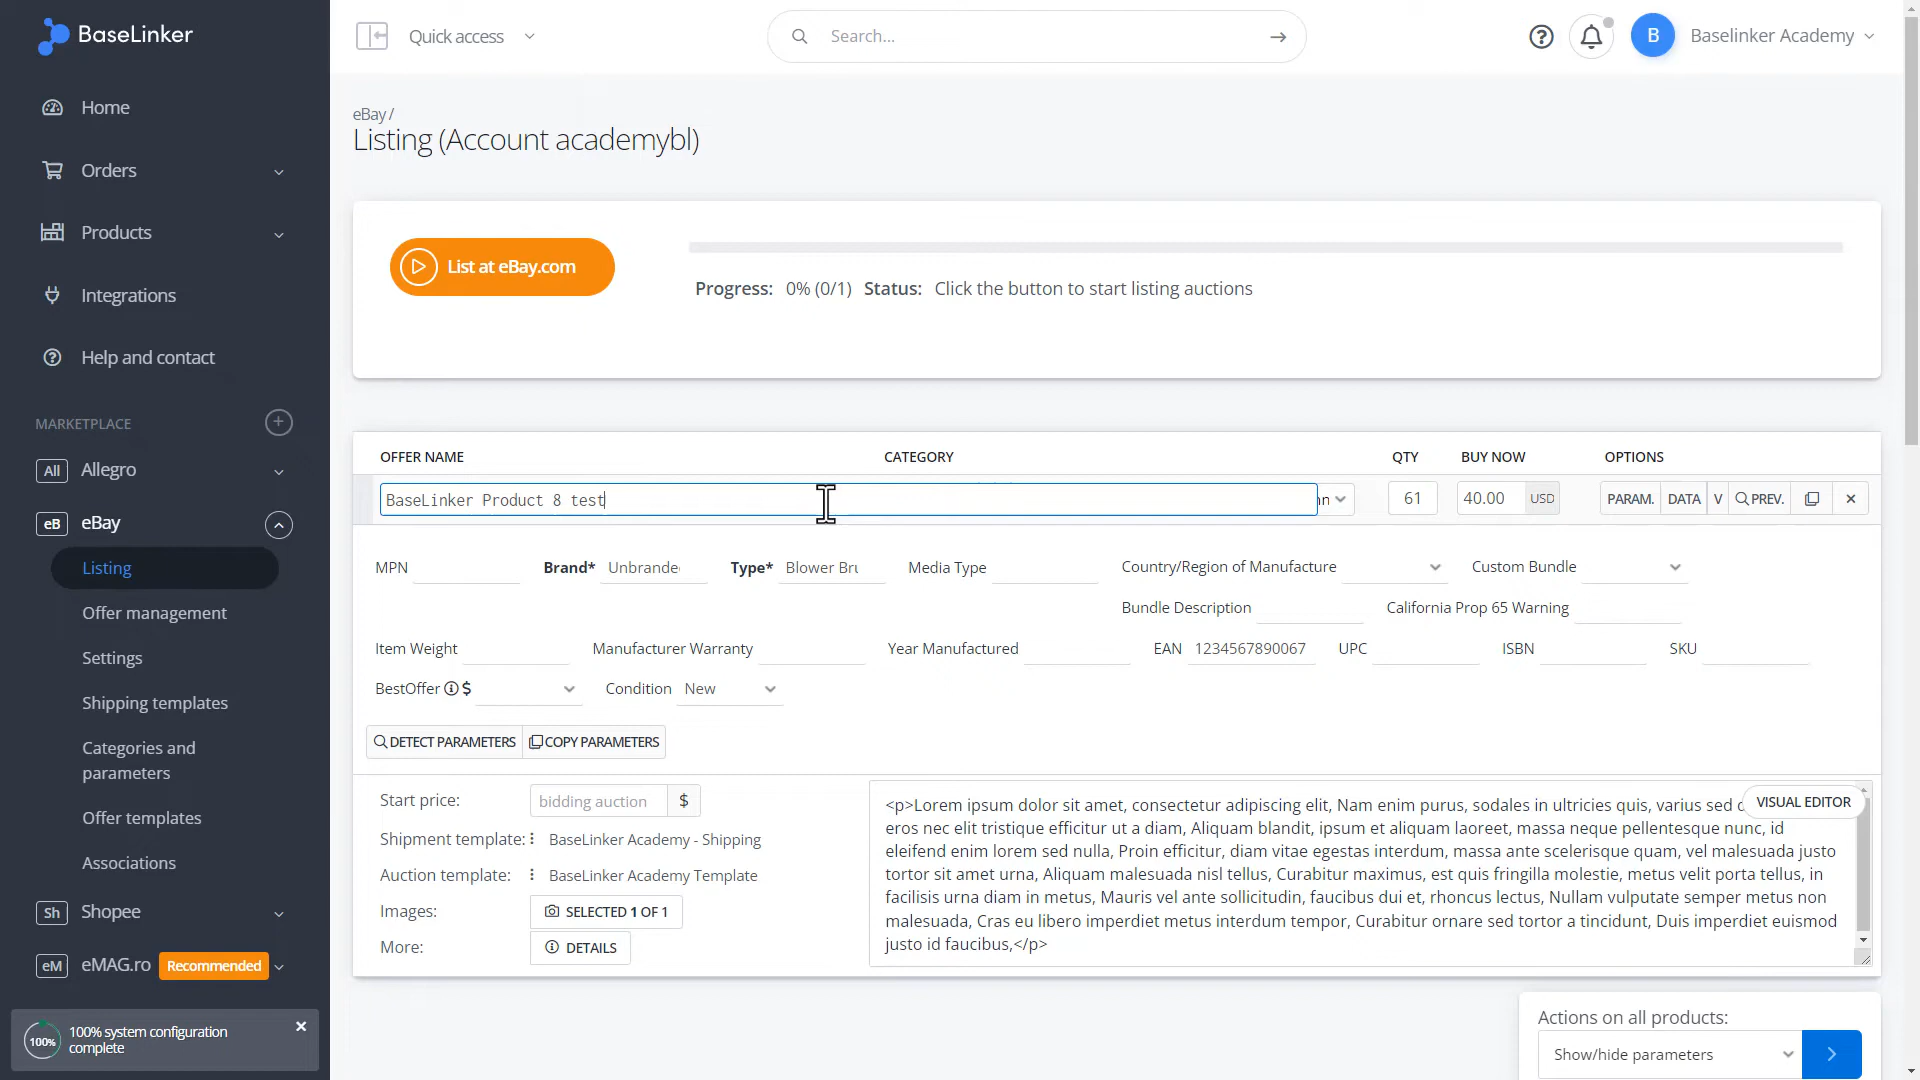 BaseLinker
Home
Orders
Products
Integrations
Help and contact
MARKETPLACE
All Allegro
eB eBay
Listing
Offer management
Settings
Shipping templates
Categories and
parameters
Offer templates
Associations
Sh Shopee
eM eMAG.ro Recommended
100% 100% system configuration
complete
Quick access
Search...
B Baselinker Academy
eBay /
Listing (Account academybl)
List at eBay.com
Progress: 0% (0/1) Status: Click the button to start listing auctions
OFFER NAME CATEGORY QTY BUY NOW OPTIONS
BaseLinker Product 8 test 61 40.00 USD PARAM. DATA V PREV.
MPN Brand* Unbrande Type* Blower Bru Media Type Country/Region of Manufacture Custom Bundle
Bundle Description California Prop 65 Warning
Item Weight Manufacturer Warranty Year Manufactured EAN 1234567890067 UPC ISBN SKU
BestOffer $ Condition New
DETECT PARAMETERS COPY PARAMETERS
Start price: bidding auction $
Shipment template: BaseLinker Academy - Shipping
Auction template: BaseLinker Academy Template
Images: SELECTED 1 OF 1
More: DETAILS
VISUAL EDITOR
<p>Lorem ipsum dolor sit amet, consectetur adipiscing elit, Nam enim purus, sodales in ultricies quis, varius sed
eros nec elit tristique efficitur ut a diam, Aliquam blandit, ipsum et aliquam laoreet, massa neque pellentesque nunc, id
eleifend enim lorem sed nulla, Proin efficitur, diam vitae egestas interdum, massa ante scelerisque quam, vel malesuada justo
tortor sit amet urna, Aliquam malesuada nisl tellus, Curabitur maximus, est quis fringilla molestie, metus velit porta tellus, in
facilisis urna diam in metus, Mauris vel ante sollicitudin, faucibus dui et, rhoncus lectus, Nullam vulputate semper metus non
malesuada, Cras eu libero imperdiet metus interdum tempor, Curabitur ornare sed tortor a tincidunt, Duis imperdiet euismod
justo id faucibus,</p>
Actions on all products:
Show/hide parameters